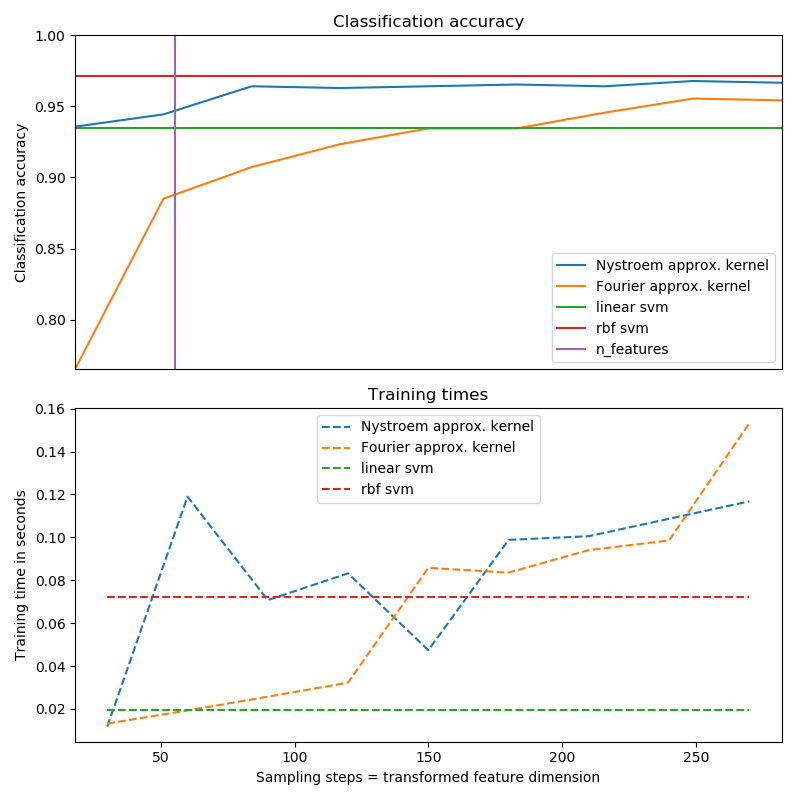 Classification accuracy
1.00
0.95
0.90
0.85
0.80
Classification accuracy
Nystroem approx. kernel
Fourier approx. kernel
linear svm
rbf svm
n_features
Training times
0.16
0.14
0.12
0.10
0.08
0.06
0.04
0.02
Training time in seconds
Nystroem approx. kernel
Fourier approx. kernel
linear svm
rbf svm
50 100 150 200 250
Sampling steps = transformed feature dimension